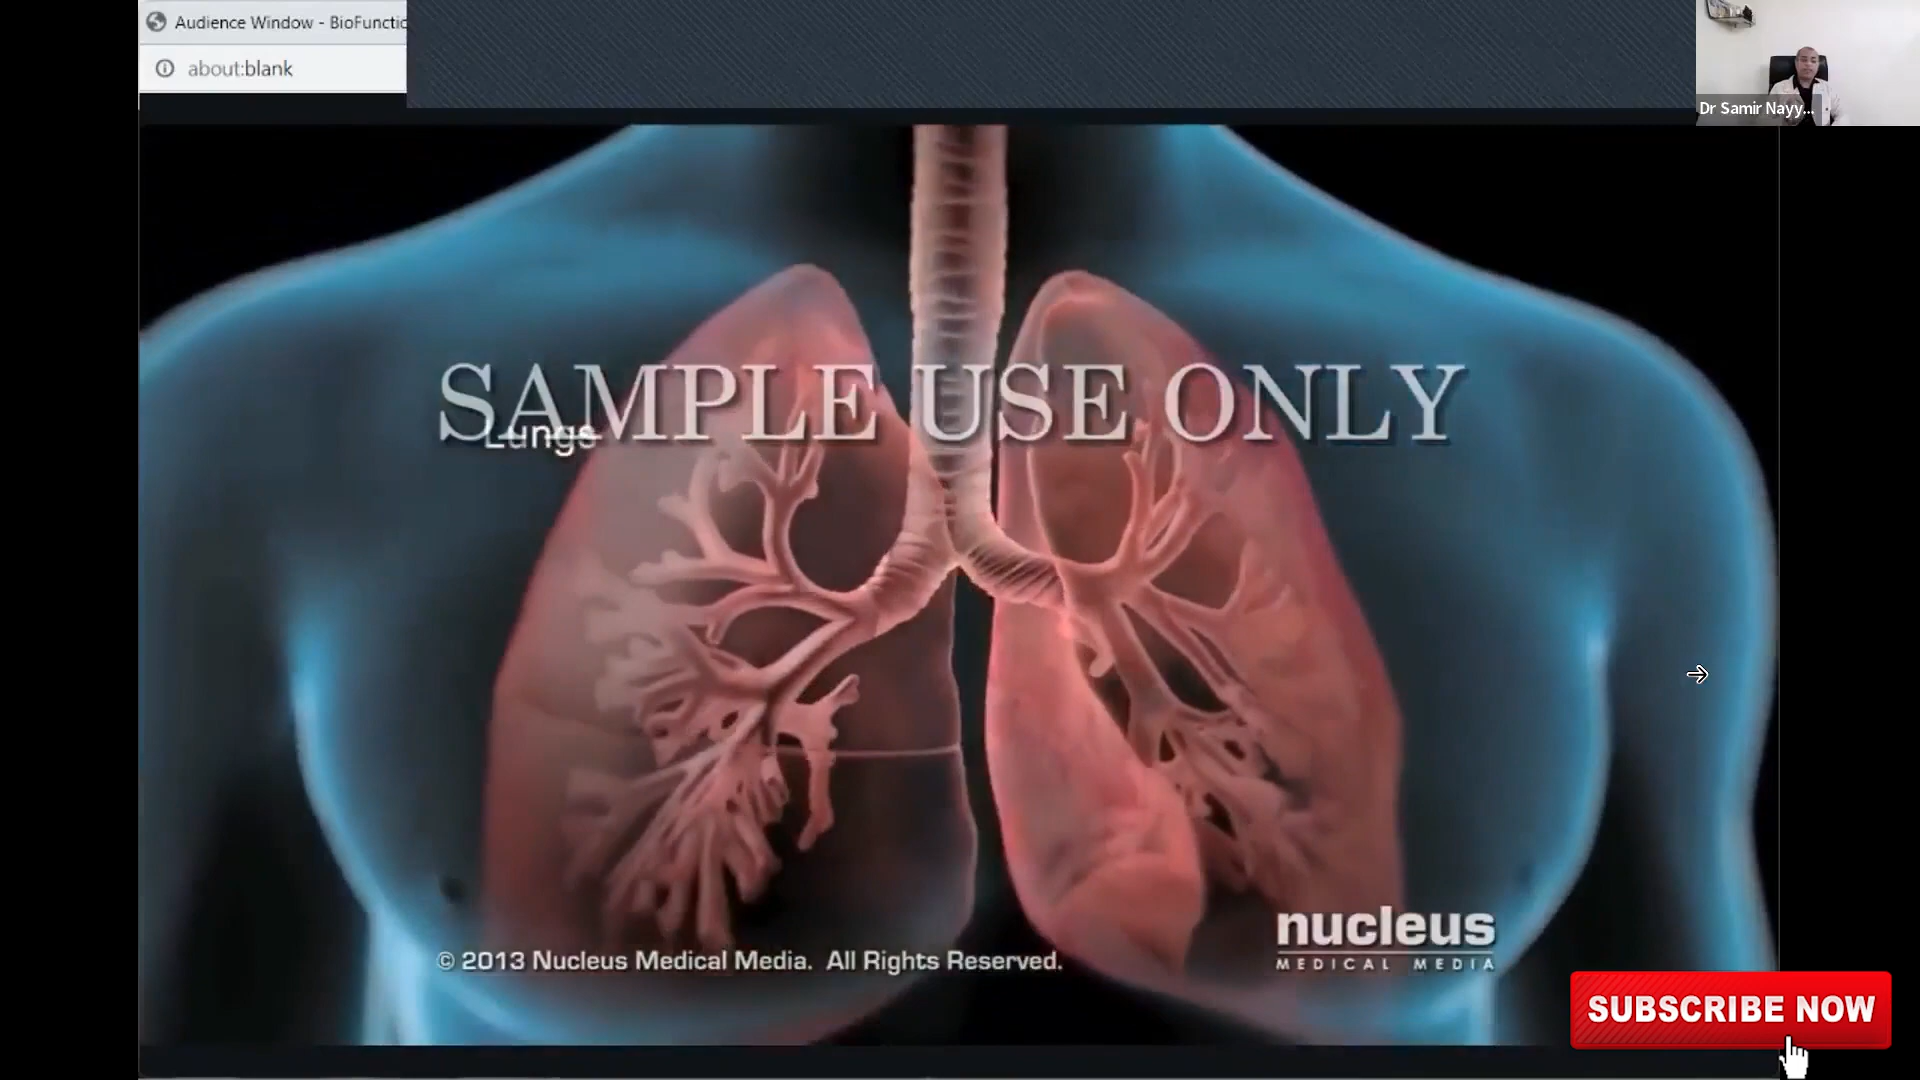 Audience Window - BioFunctio
about:blank
Dr Samir Nayy...
SAMPLE USE ONLY
Lungs
© 2013 Nucleus Medical Media. All Rights Reserved.
nucleus
MEDICAL MEDIA
SUBSCRIBE NOW